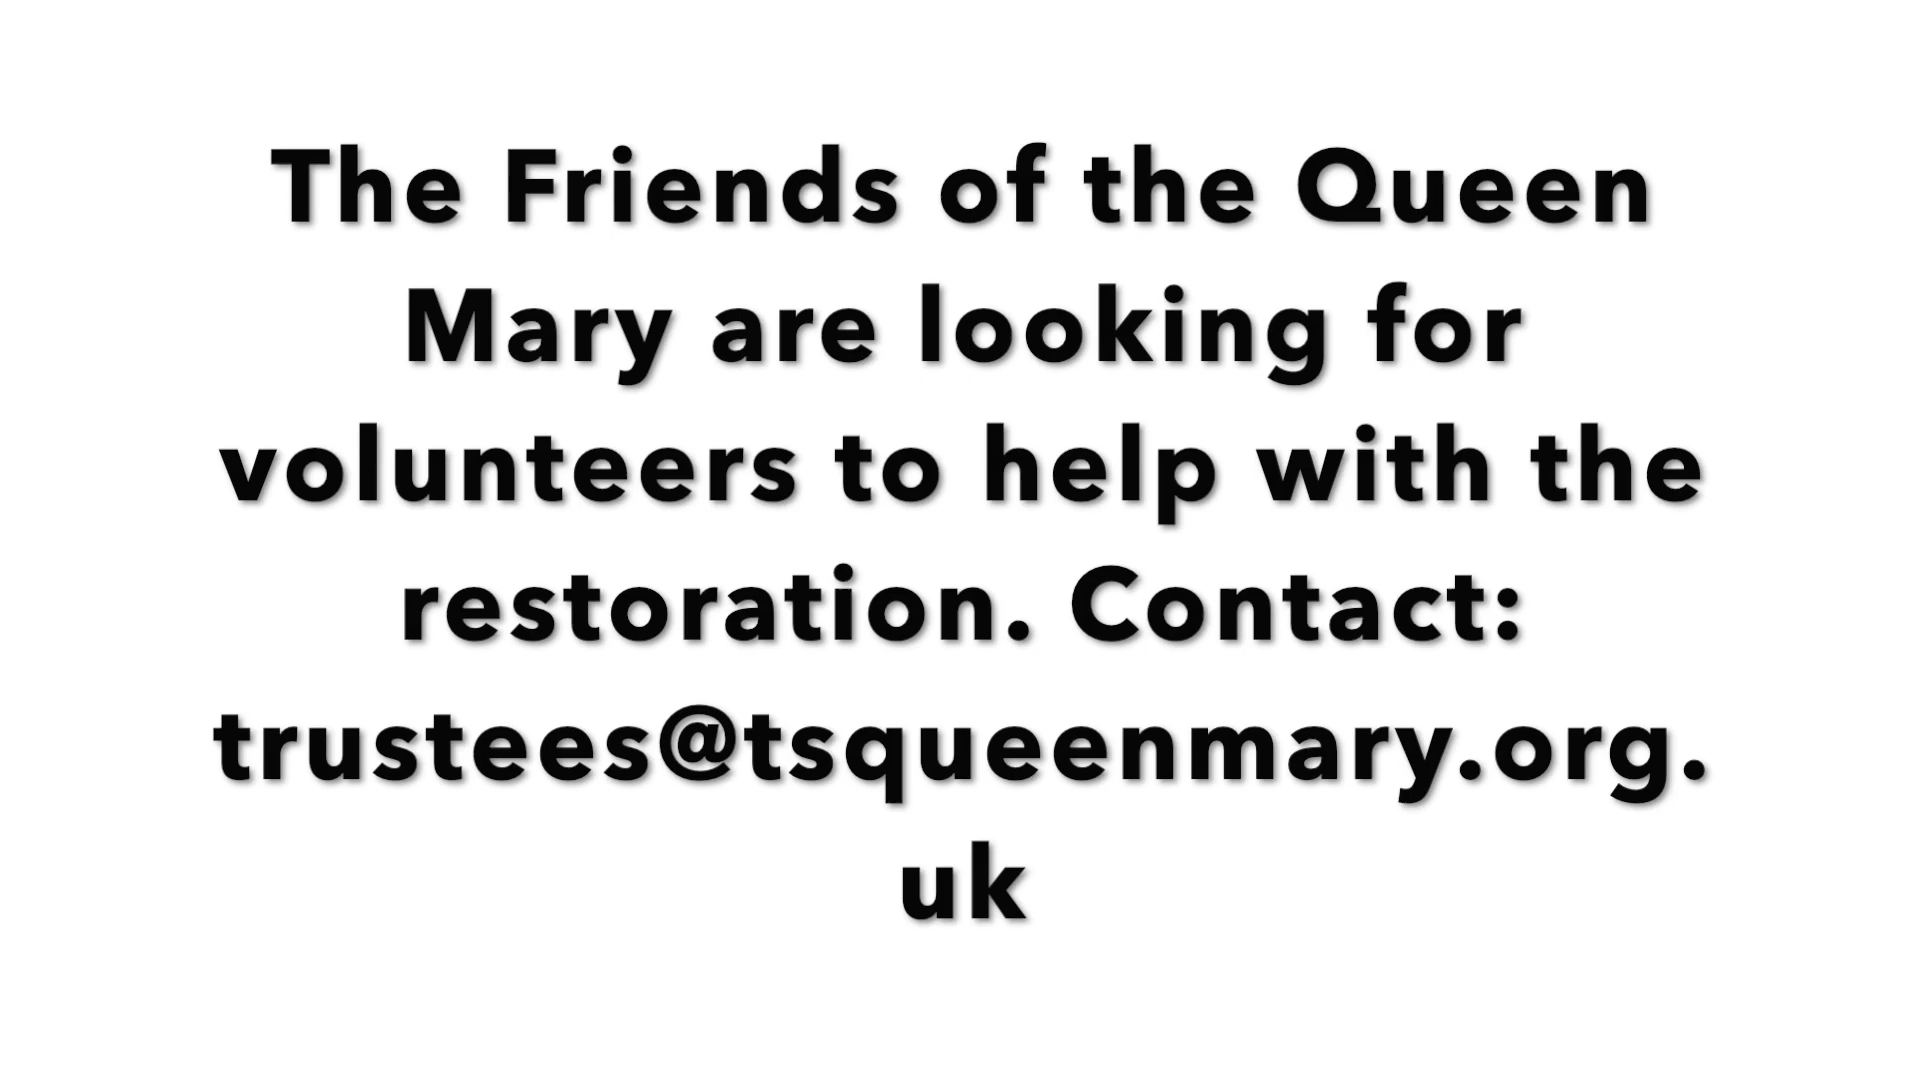 The Friends of the Queen
Mary are looking for
volunteers to help with the
restoration. Contact:
trustees@tsqueenmary.org.
uk